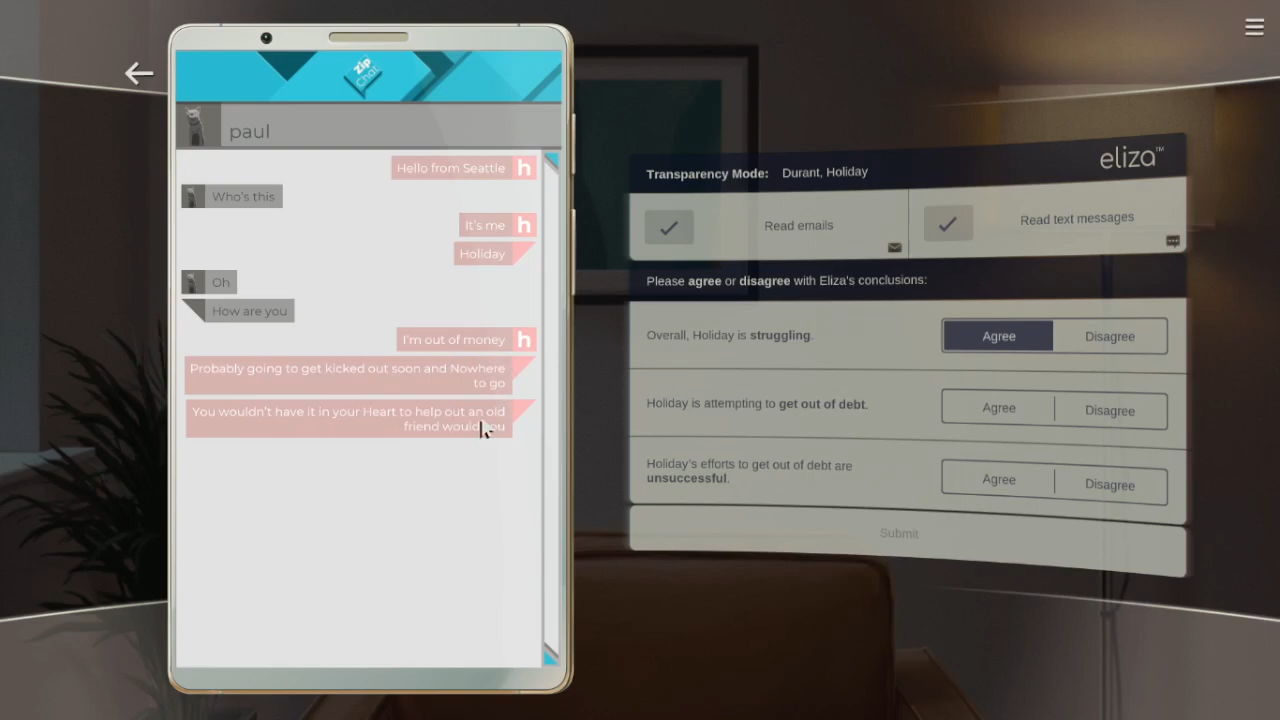 zip
Chat
paul
Hello from Seattle h
Who's this
It's me h
Holiday
Oh
How are you
I'm out of money h
Probably going to get kicked out soon and Nowhere
to go
You wouldn't have it in your Heart to help out an old
friend would you
eliza™
Transparency Mode: Durant, Holiday
Read emails
Read text messages
Please agree or disagree with Eliza's conclusions:
Overall, Holiday is struggling. Agree Disagree
Holiday is attempting to get out of debt. Agree Disagree
Holiday's efforts to get out of debt are
unsuccessful. Agree Disagree
Submit